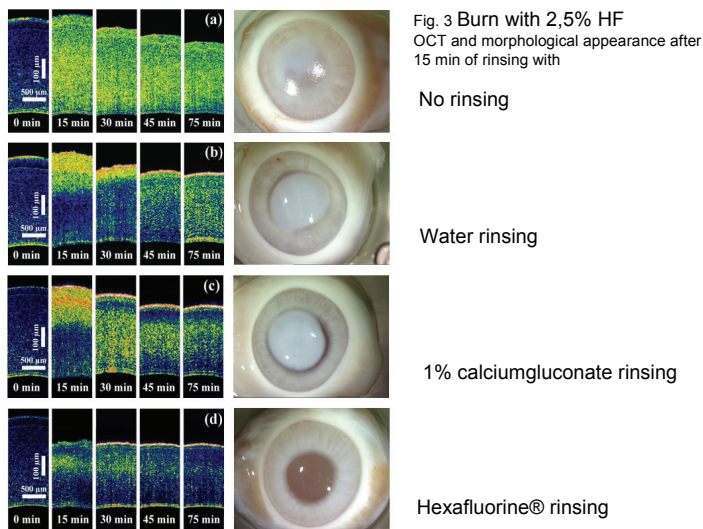 Fig. 3 Burn with 2,5% HF
OCT and morphological appearance after
15 min of rinsing with
(a)
100 µm
500 µm
0 min 15 min 30 min 45 min 75 min
No rinsing
(b)
100 µm
500 µm
0 min 15 min 30 min 45 min 75 min
Water rinsing
(c)
100 µm
500 µm
0 min 15 min 30 min 45 min 75 min
1% calciumgluconate rinsing
(d)
100 µm
500 µm
0 min 15 min 30 min 45 min 75 min
Hexafluorine® rinsing